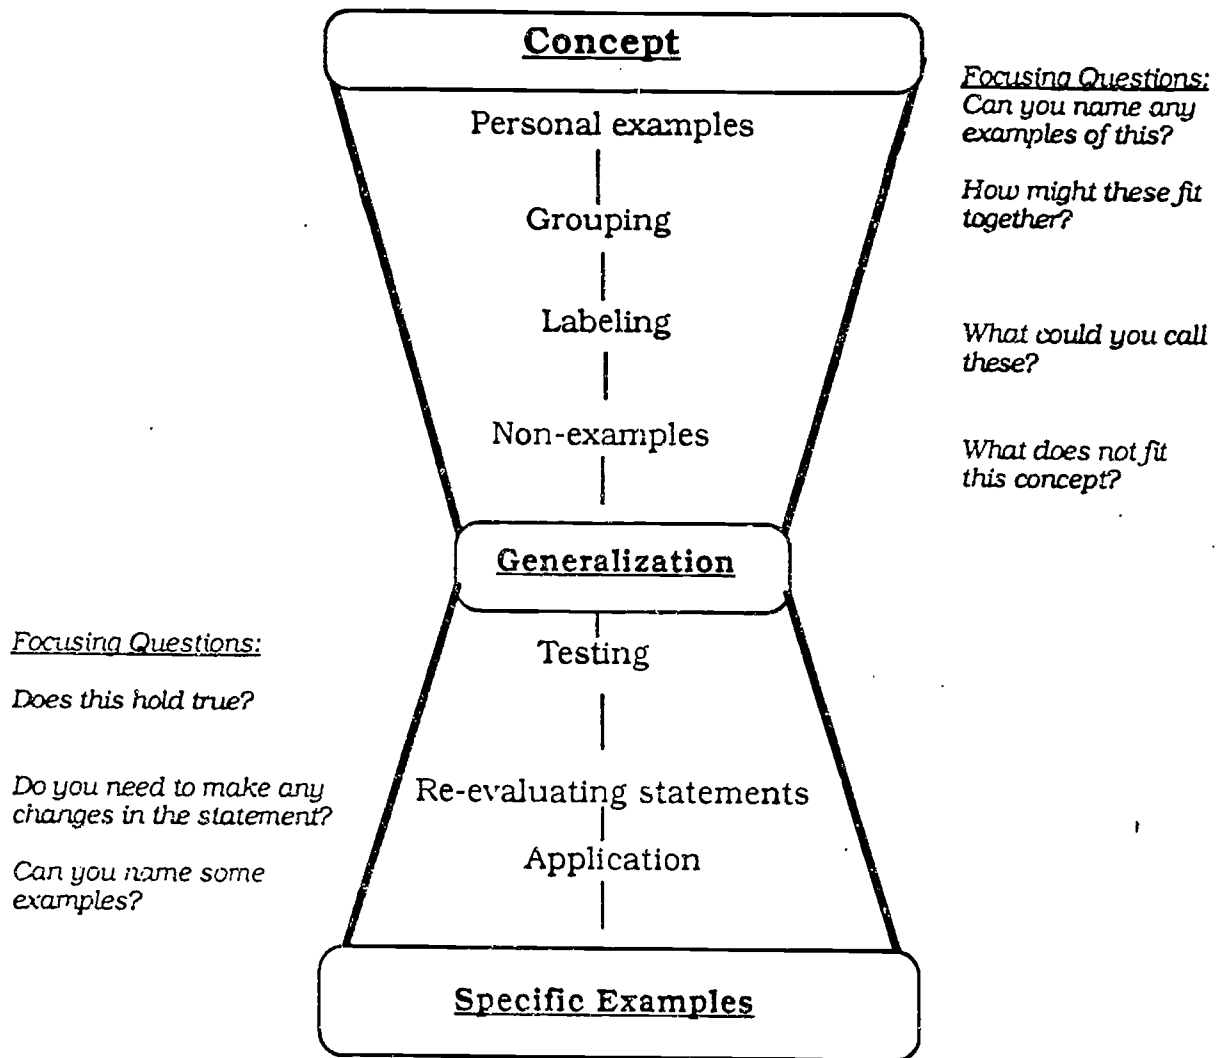 Concept
Focusing Questions:
Can you name any
examples of this?
Personal examples
How might these fit
together?
Grouping
Labeling
What could you call
these?
Non-examples
What does not fit
this concept?
Generalization
Focusing Questions:
Testing
Does this hold true?
Do you need to make any
changes in the statement?
Re-evaluating statements
Application
Can you name some
examples?
Specific Examples